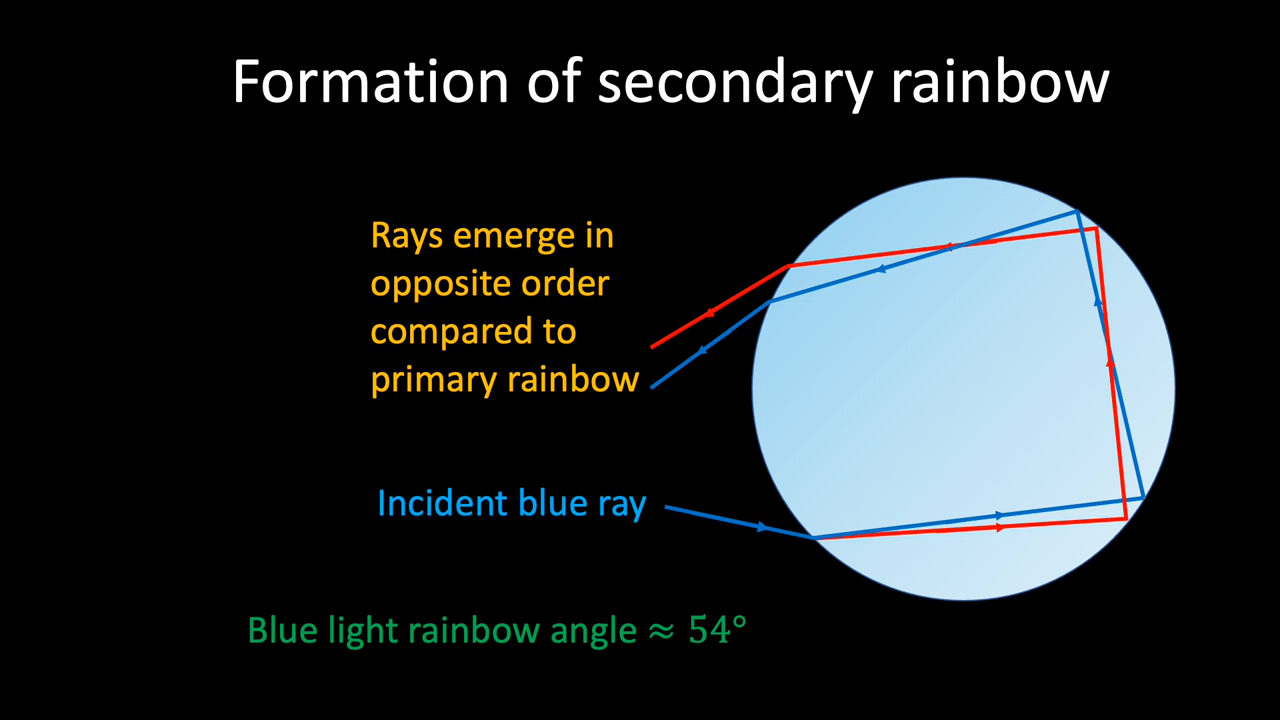 Formation of secondary rainbow
Rays emerge in
opposite order
compared to
primary rainbow
Incident blue ray
Blue light rainbow angle ≈ 54°